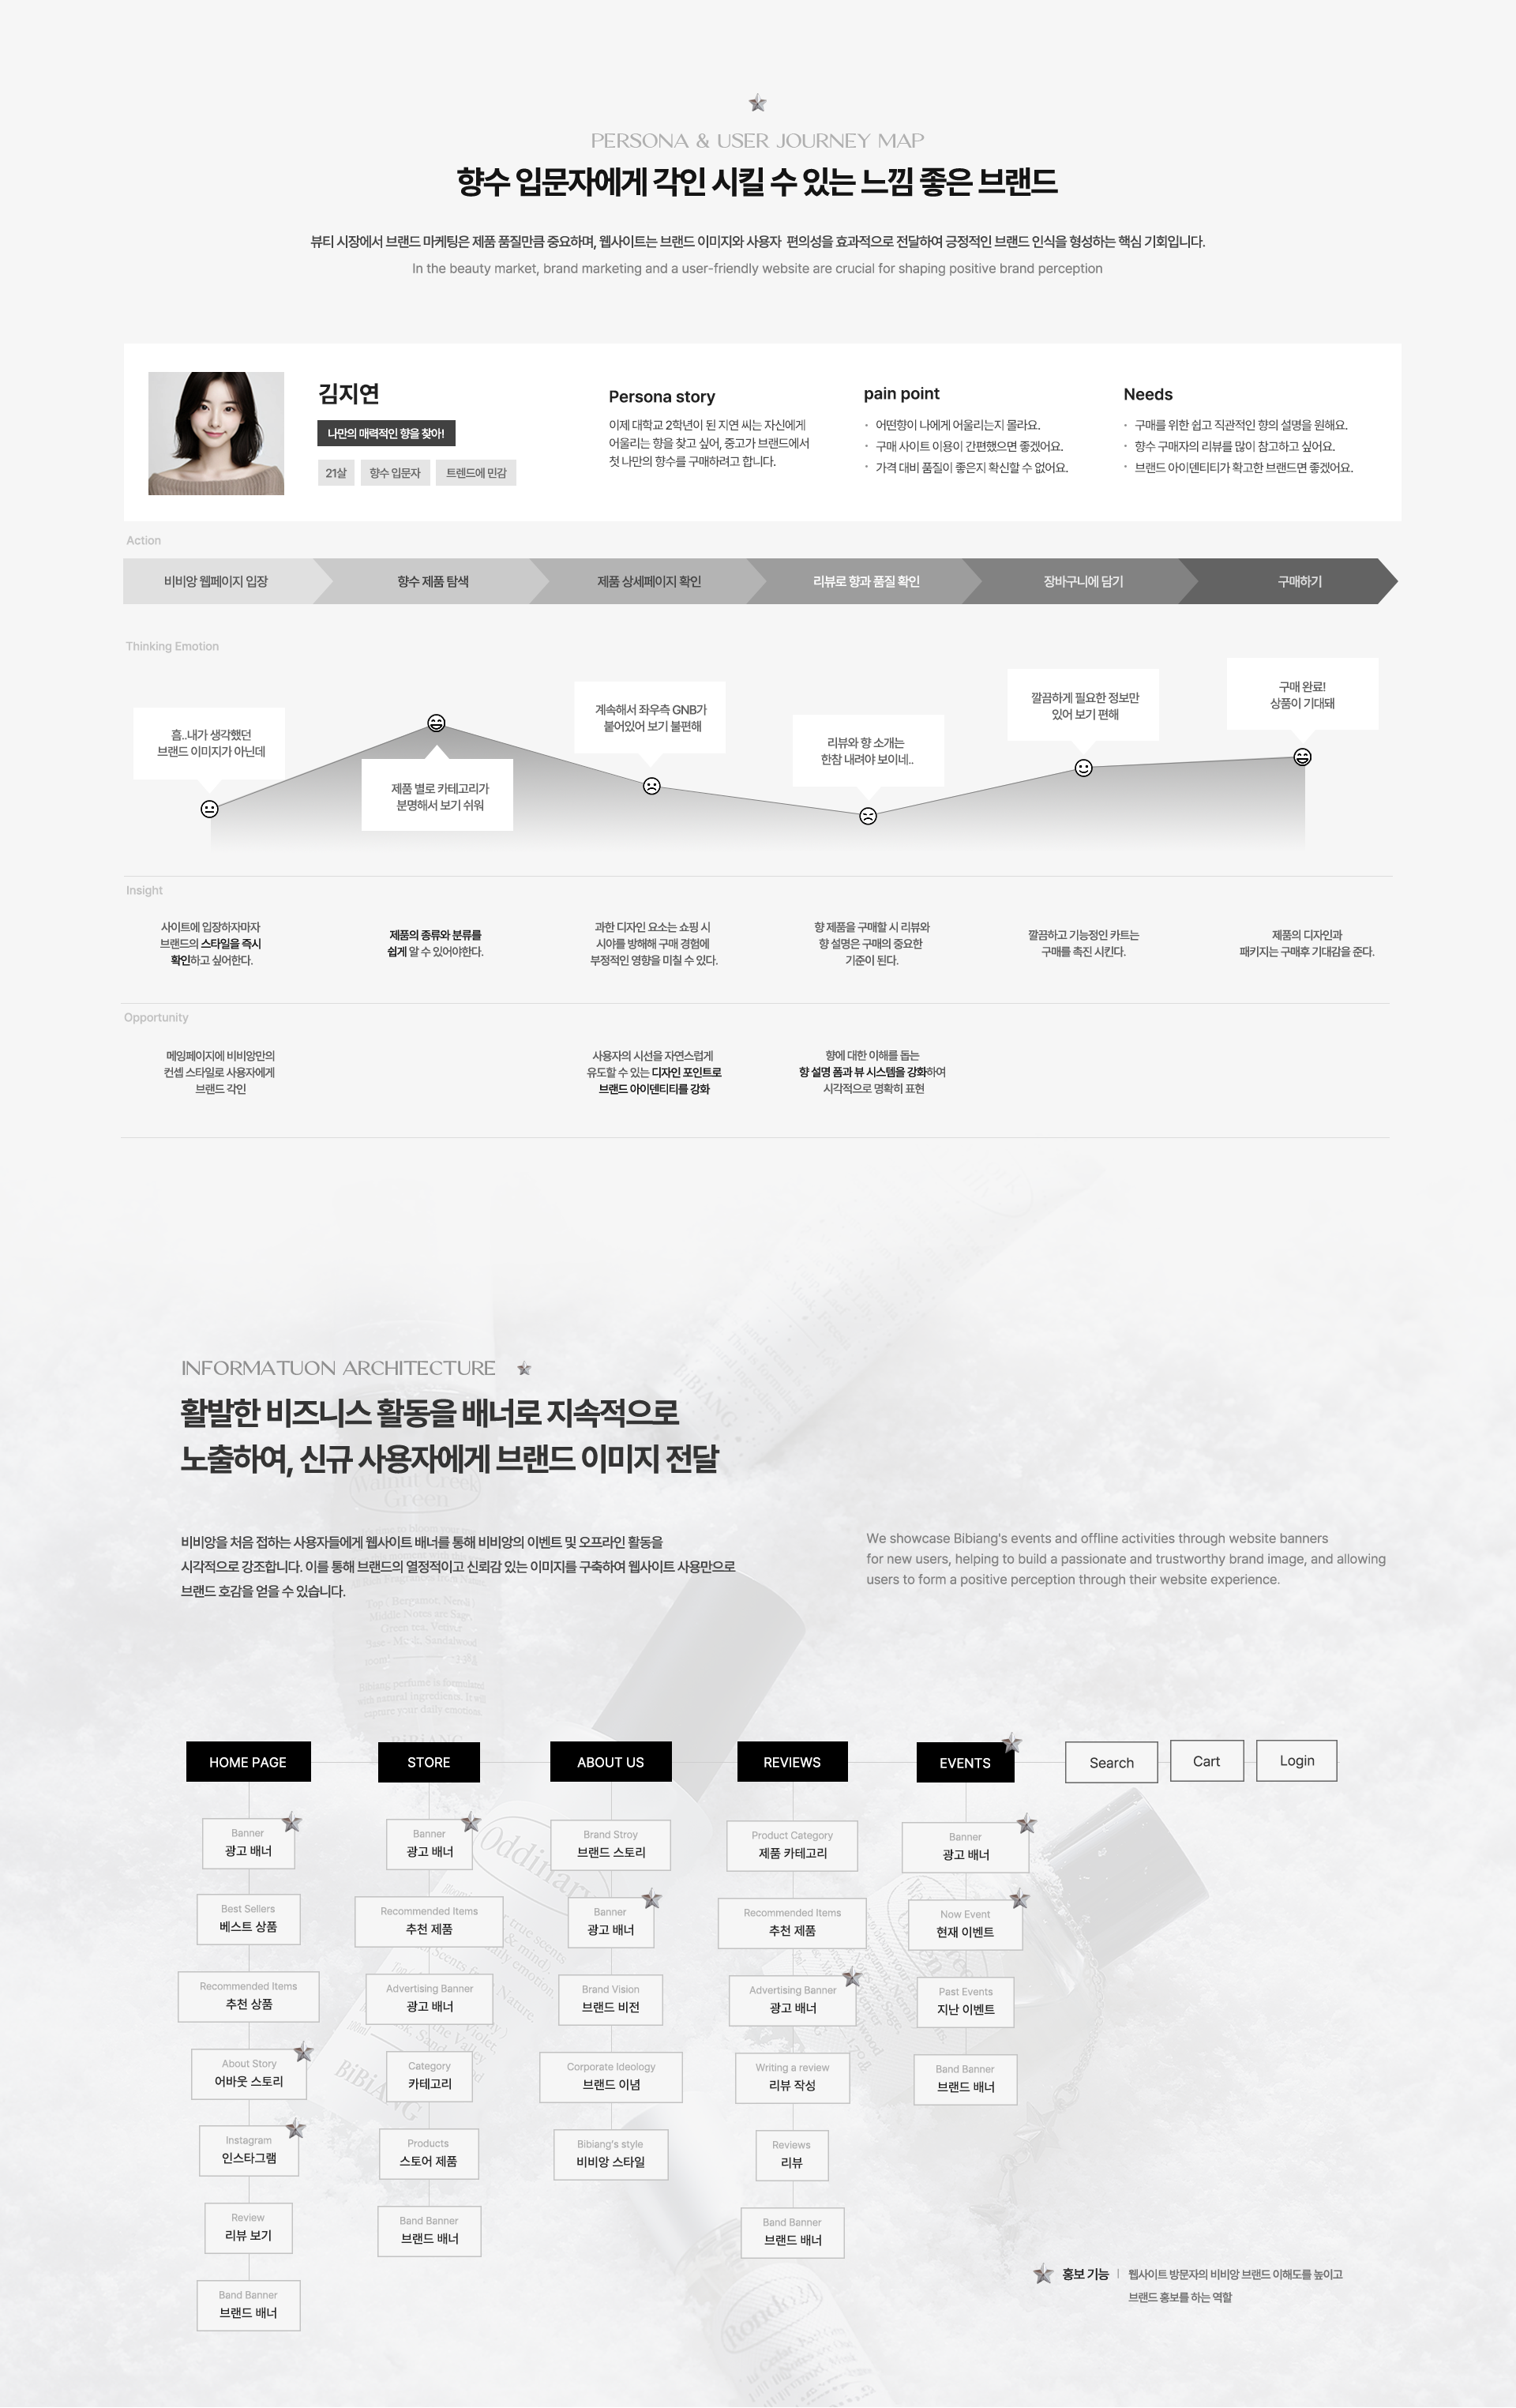 PERSONA & USER JOURNEY MAP
향수 입문자에게 각인 시킬 수 있는 느낌 좋은 브랜드
뷰티 시장에서 브랜드 마케팅은 제품 품질만큼 중요하며, 웹사이트는 브랜드 이미지와 사용자 편의성을 효과적으로 전달하여 긍정적인 브랜드 인식을 형성하는 핵심 기회입니다.
In the beauty market, brand marketing and a user-friendly website are crucial for shaping positive brand perception
김지연
나만의 매력적인 향을 찾아!
21살
향수 입문자
트렌드에 민감
Persona story
이제 대학교 2학년이 된 지연 씨는 자신에게
어울리는 향을 찾고 싶어, 중고가 브랜드에서
첫 나만의 향수를 구매하려고 합니다.
pain point
· 어떤향이 나에게 어울리는지 몰라요.
· 구매 사이트 이용이 간편했으면 좋겠어요.
· 가격 대비 품질이 좋은지 확신할 수 없어요.
Needs
· 구매를 위한 쉽고 직관적인 향의 설명을 원해요.
· 향수 구매자의 리뷰를 많이 참고하고 싶어요.
· 브랜드 아이덴티티가 확고한 브랜드면 좋겠어요.
Action
비비앙 웹페이지 입장
향수 제품 탐색
제품 상세페이지 확인
리뷰로 향과 품질 확인
장바구니에 담기
구매하기
Thinking Emotion
흠..내가 생각했던
브랜드 이미지가 아닌데
제품 별로 카테고리가
분명해서 보기 쉬워
계속해서 좌우측 GNB가
붙어있어 보기 불편해
리뷰와 향 소개는
한참 내려야 보이네..
깔끔하게 필요한 정보만
있어 보기 편해
구매 완료!
상품이 기대돼
Insight
사이트에 입장하자마자
브랜드의 스타일을 즉시
확인하고 싶어한다.
제품의 종류와 분류를
쉽게 알 수 있어야한다.
과한 디자인 요소는 쇼핑 시
시야를 방해해 구매 경험에
부정적인 영향을 미칠 수 있다.
향 제품을 구매할 시 리뷰와
향 설명은 구매의 중요한
기준이 된다.
깔끔하고 기능정인 카트는
구매를 촉진 시킨다.
제품의 디자인과
패키지는 구매후 기대감을 준다.
Opportunity
메잉페이지에 비비앙만의
컨셉 스타일로 사용자에게
브랜드 각인
사용자의 시선을 자연스럽게
유도할 수 있는 디자인 포인트로
브랜드 아이덴티티를 강화
향에 대한 이해를 돕는
향 설명 폼과 뷰 시스템을 강화하여
시각적으로 명확히 표현
INFORMATUON ARCHITECTURE
활발한 비즈니스 활동을 배너로 지속적으로
노출하여, 신규 사용자에게 브랜드 이미지 전달
비비앙을 처음 접하는 사용자들에게 웹사이트 배너를 통해 비비앙의 이벤트 및 오프라인 활동을
시각적으로 강조합니다. 이를 통해 브랜드의 열정적이고 신뢰감 있는 이미지를 구축하여 웹사이트 사용만으로
브랜드 호감을 얻을 수 있습니다.
We showcase Bibiang's events and offline activities through website banners
for new users, helping to build a passionate and trustworthy brand image, and allowing
users to form a positive perception through their website experience.
HOME PAGE
Banner
광고 배너
Best Sellers
베스트 상품
Recommended Items
추천 상품
About Story
어바웃 스토리
Instagram
인스타그램
Review
리뷰 보기
Band Banner
브랜드 배너
STORE
Banner
광고 배너
Recommended Items
추천 제품
Advertising Banner
광고 배너
Category
카테고리
Products
스토어 제품
Band Banner
브랜드 배너
ABOUT US
Brand Stroy
브랜드 스토리
Banner
광고 배너
Brand Vision
브랜드 비전
Corporate Ideology
브랜드 이념
Bibiang's style
비비앙 스타일
REVIEWS
Product Category
제품 카테고리
Recommended Items
추천 제품
Advertising Banner
광고 배너
Writing a review
리뷰 작성
Reviews
리뷰
Band Banner
브랜드 배너
EVENTS
Banner
광고 배너
Now Event
현재 이벤트
Past Events
지난 이벤트
Band Banner
브랜드 배너
Search
Cart
Login
홍보 기능 | 웹사이트 방문자의 비비앙 브랜드 이해도를 높이고
브랜드 홍보를 하는 역할
Walnut Creek
Green
BiBiANG
Oddinary